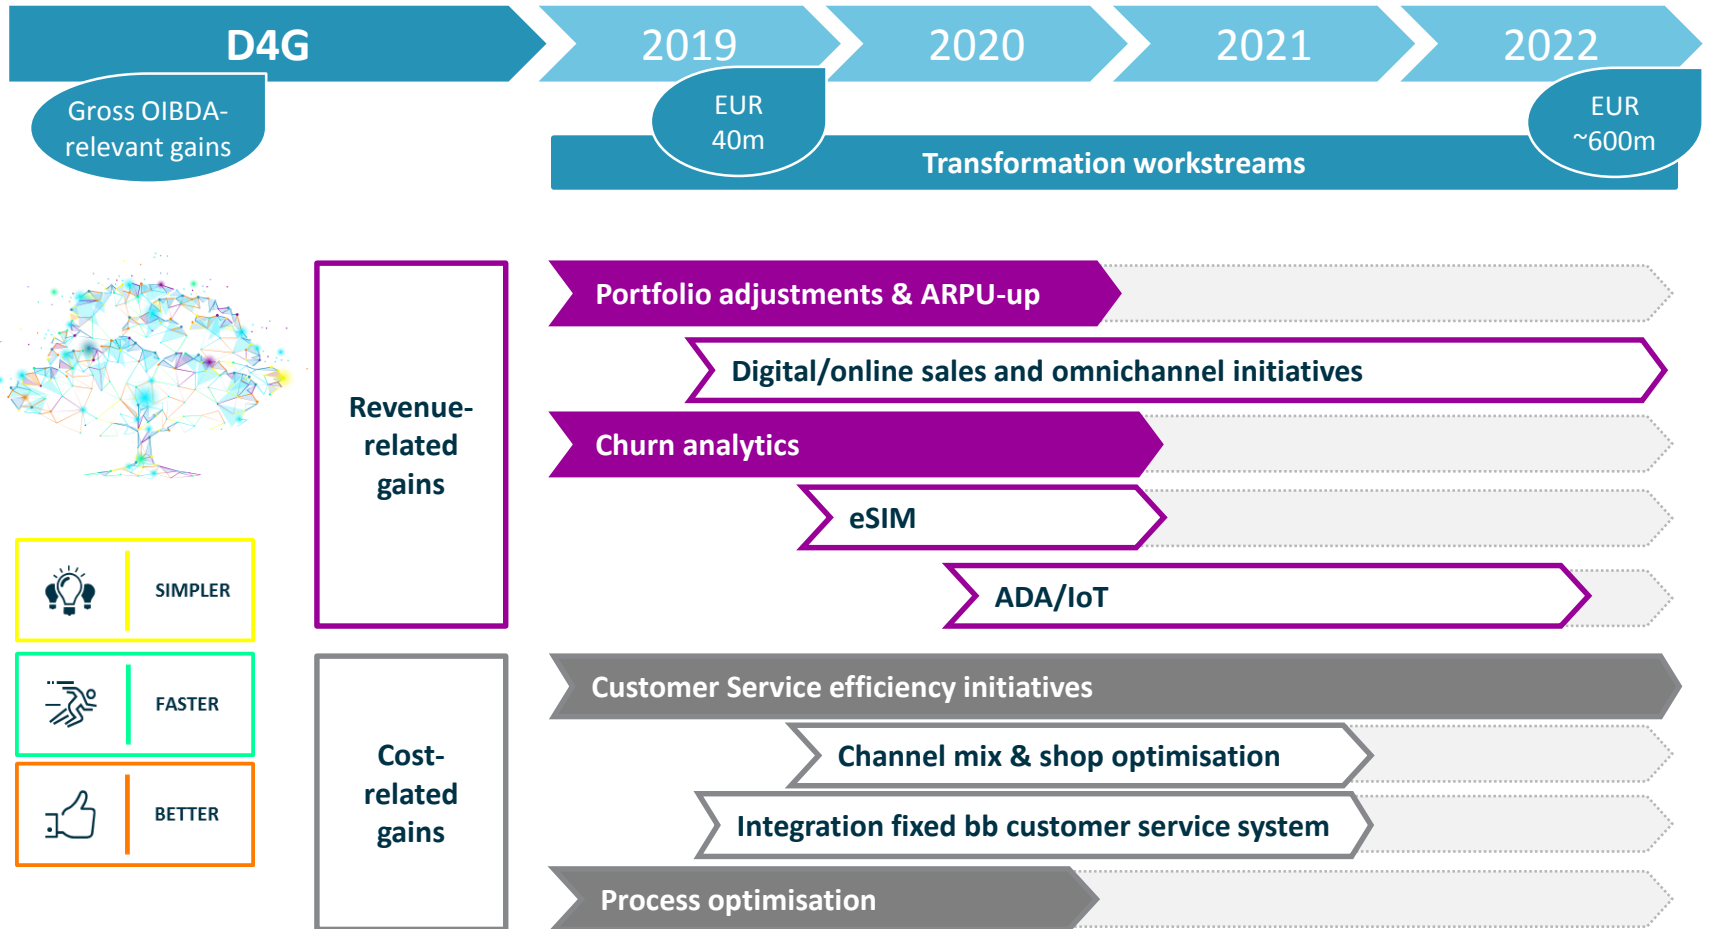 D4G
2019
2020
2021
2022
Gross OIBDA-
relevant gains
EUR
40m
EUR
~600m
Transformation workstreams
Revenue-
related
gains
Portfolio adjustments & ARPU-up
Digital/online sales and omnichannel initiatives
Churn analytics
eSIM
ADA/IoT
SIMPLER
FASTER
BETTER
Cost-
related
gains
Customer Service efficiency initiatives
Channel mix & shop optimisation
Integration fixed bb customer service system
Process optimisation